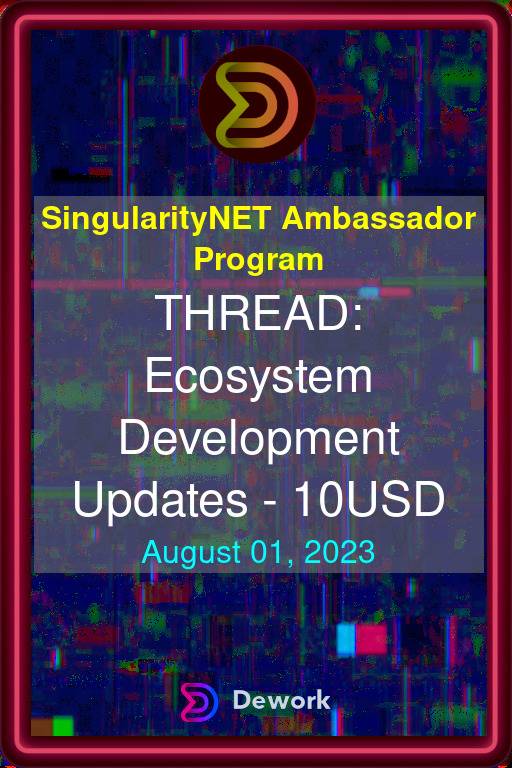 SingularityNET Ambassador
Program
THREAD:
Ecosystem
Development
Updates - 10USD
August 01, 2023
Dework